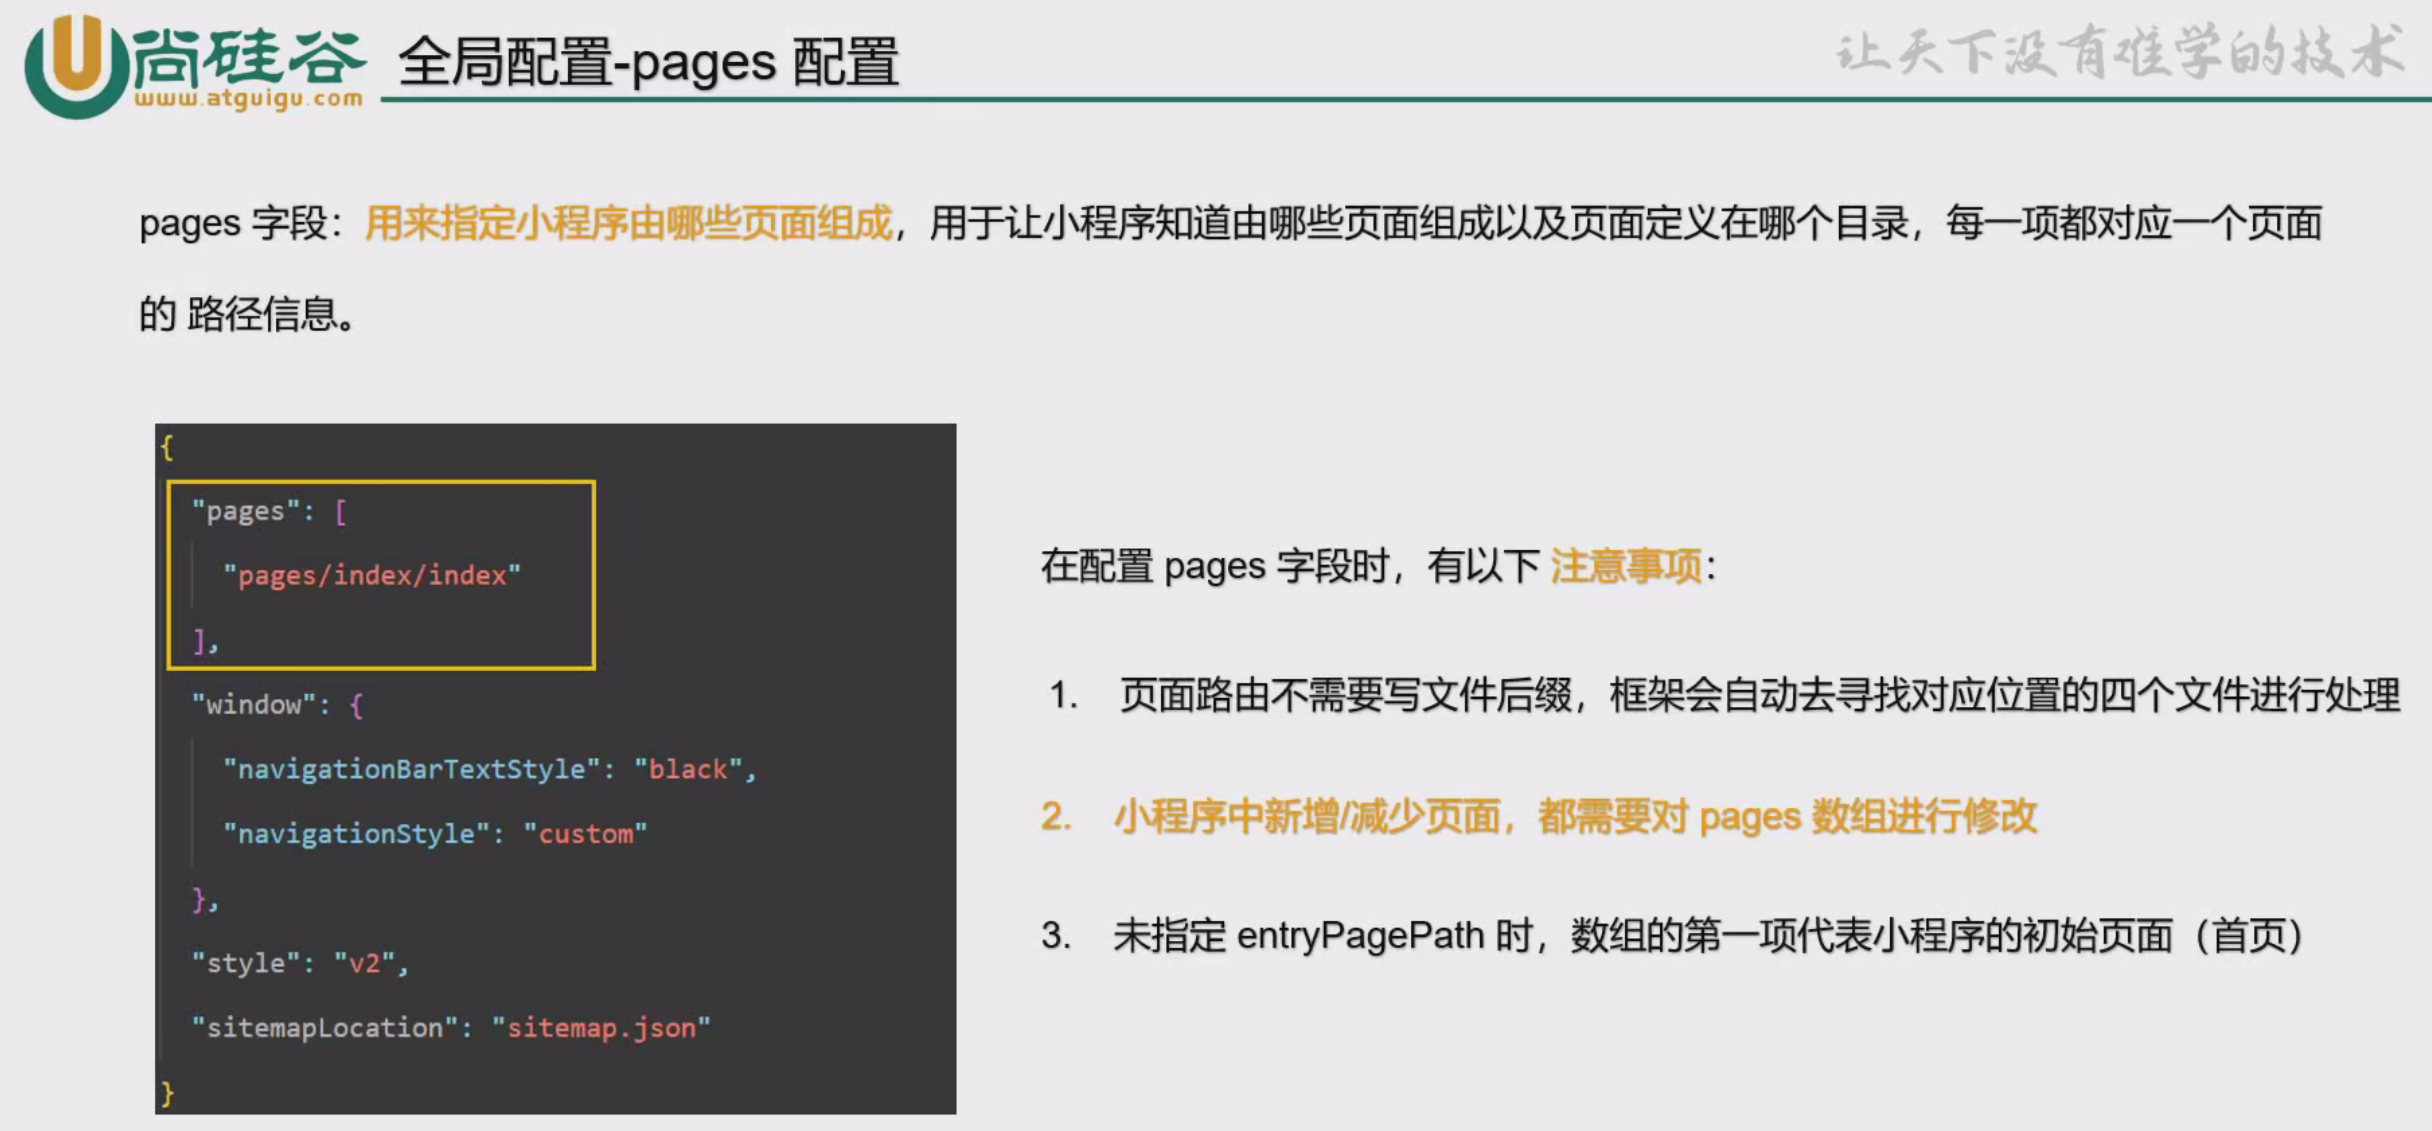 尚硅谷
www.atguigu.com
全局配置-pages 配置
让天下没有难学的技术
pages 字段：用来指定小程序由哪些页面组成，用于让小程序知道由哪些页面组成以及页面定义在哪个目录，每一项都对应一个页面
的 路径信息。
{
"pages": [
"pages/index/index"
],
"window": {
"navigationBarTextStyle": "black",
"navigationStyle": "custom"
},
"style": "v2",
"sitemapLocation": "sitemap.json"
}
在配置 pages 字段时，有以下 注意事项：
1. 页面路由不需要写文件后缀，框架会自动去寻找对应位置的四个文件进行处理
2. 小程序中新增/减少页面，都需要对 pages 数组进行修改
3. 未指定 entryPagePath 时，数组的第一项代表小程序的初始页面（首页）